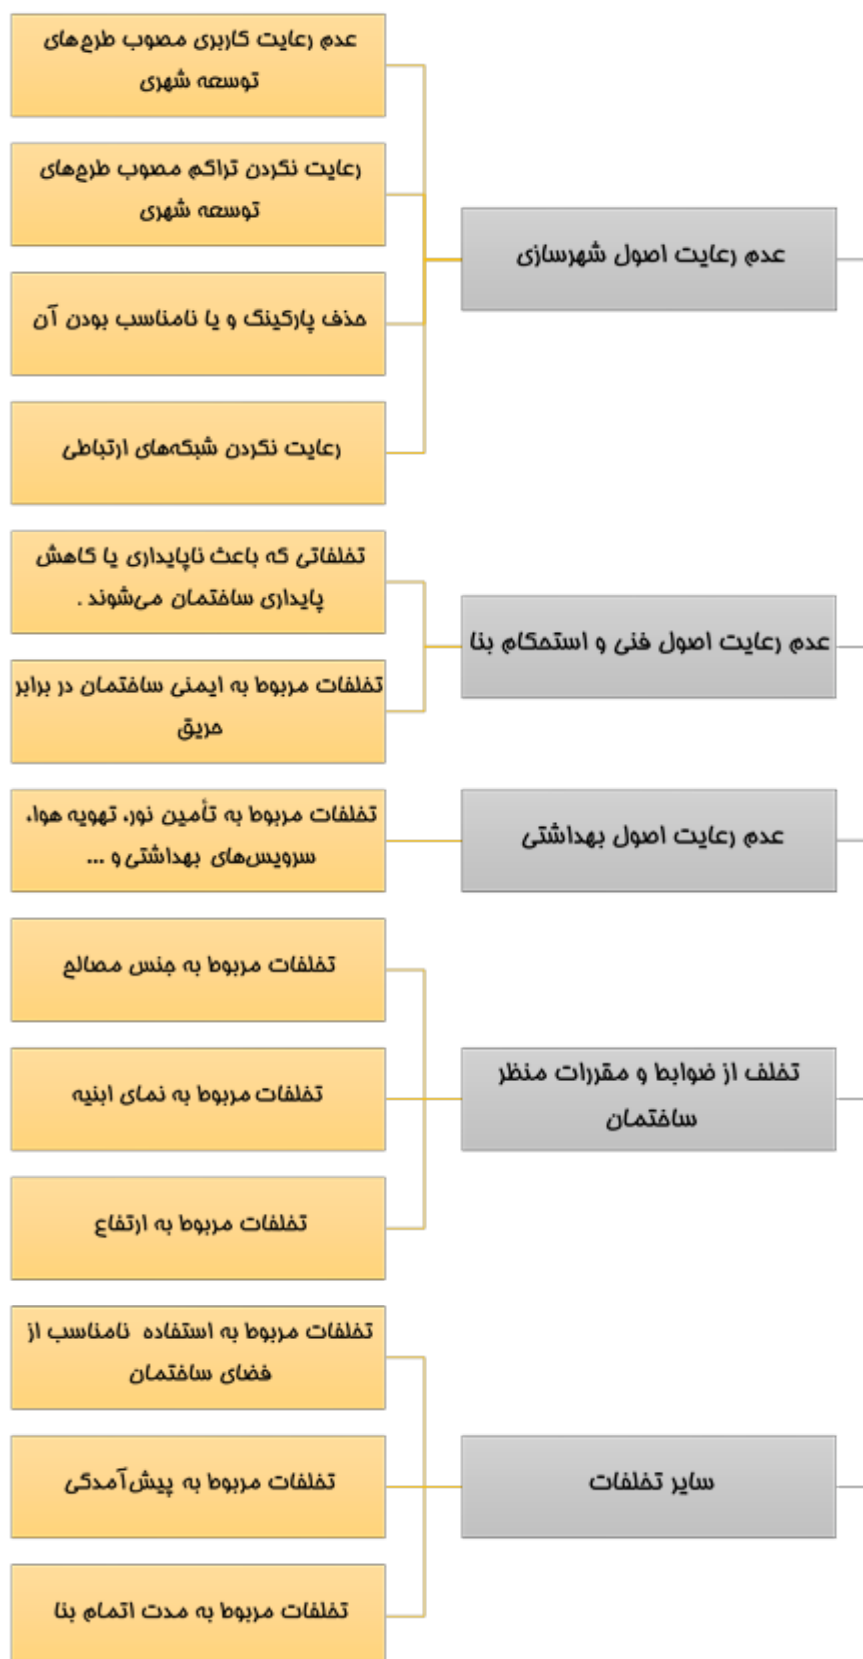 عدم رعایت اصول شهرسازی
عدم رعایت کاربری مصوب طرح‌های
توسعه شهری
رعایت نکردن تراکم مصوب طرح‌های
توسعه شهری
حذف پارکینگ و یا نامناسب بودن آن
رعایت نکردن شبکه‌های ارتباطی
عدم رعایت اصول فنی و استحکام بنا
تخلفاتی که باعث ناپایداری یا کاهش
پایداری ساختمان می‌شوند .
تخلفات مربوط به ایمنی ساختمان در برابر
حریق
عدم رعایت اصول بهداشتی
تخلفات مربوط به تأمین نور، تهویه هوا،
سرویس‌های بهداشتی و ...
تخلف از ضوابط و مقررات منظر
ساختمان
تخلفات مربوط به جنس مصالح
تخلفات مربوط به نمای ابنیه
تخلفات مربوط به ارتفاع
سایر تخلفات
تخلفات مربوط به استفاده نامناسب از
فضای ساختمان
تخلفات مربوط به پیش‌آمدگی
تخلفات مربوط به مدت اتمام بنا